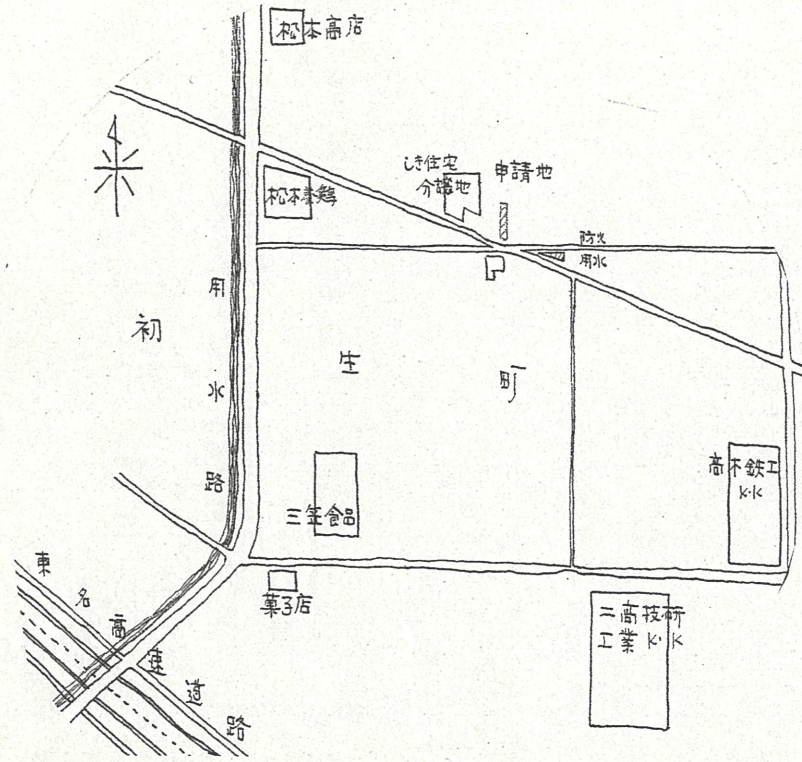 松本商店
しき住宅
分譲地
申請地
松本養鶏
防火
用水
用水路
初生町
高木鉄工
K・K
三笠食品
菓子店
二高技研
工業 K・K
東名高速道路